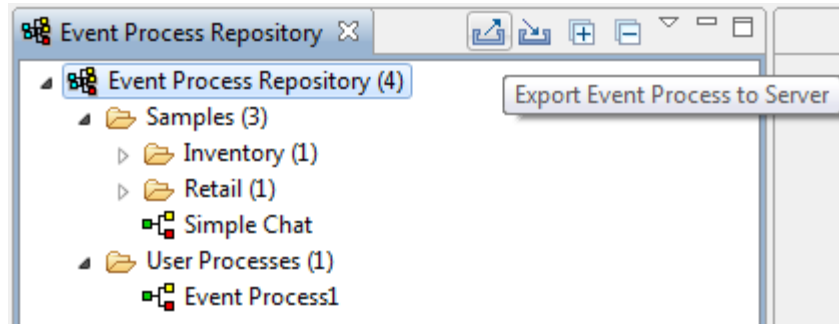 Event Process Repository
Event Process Repository (4)
Export Event Process to Server
Samples (3)
Inventory (1)
Retail (1)
Simple Chat
User Processes (1)
Event Process1